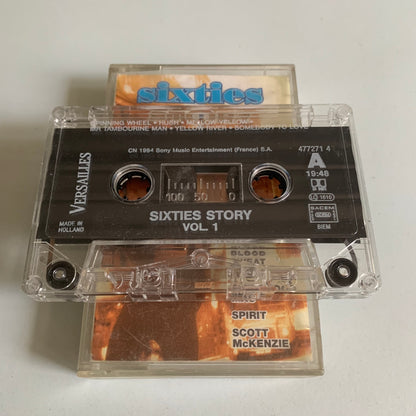 sixties
SPINNING WHEEL • HUSH • MELLOW YELLOW •
MR TAMBOURINE MAN • YELLOW RIVER • SOMEBODY TO LOVE
CN 1994 Sony Music Entertainment (France) S.A.
477271 4
A
19:48
VERSAILLES
MADE IN
HOLLAND
100 50 0
LC 1610
SACEM
BIEM
SIXTIES STORY
VOL. 1
BLOOD
SWEAT
SPIRIT
SCOTT
McKENZIE